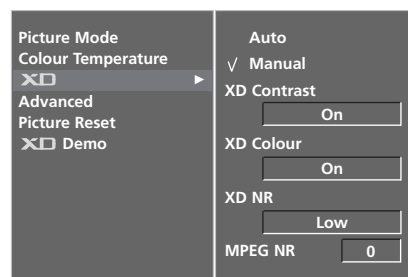 Picture Mode
Colour Temperature
XD
Advanced
Picture Reset
XD Demo
Auto
√ Manual
XD Contrast
On
XD Colour
On
XD NR
Low
MPEG NR 0